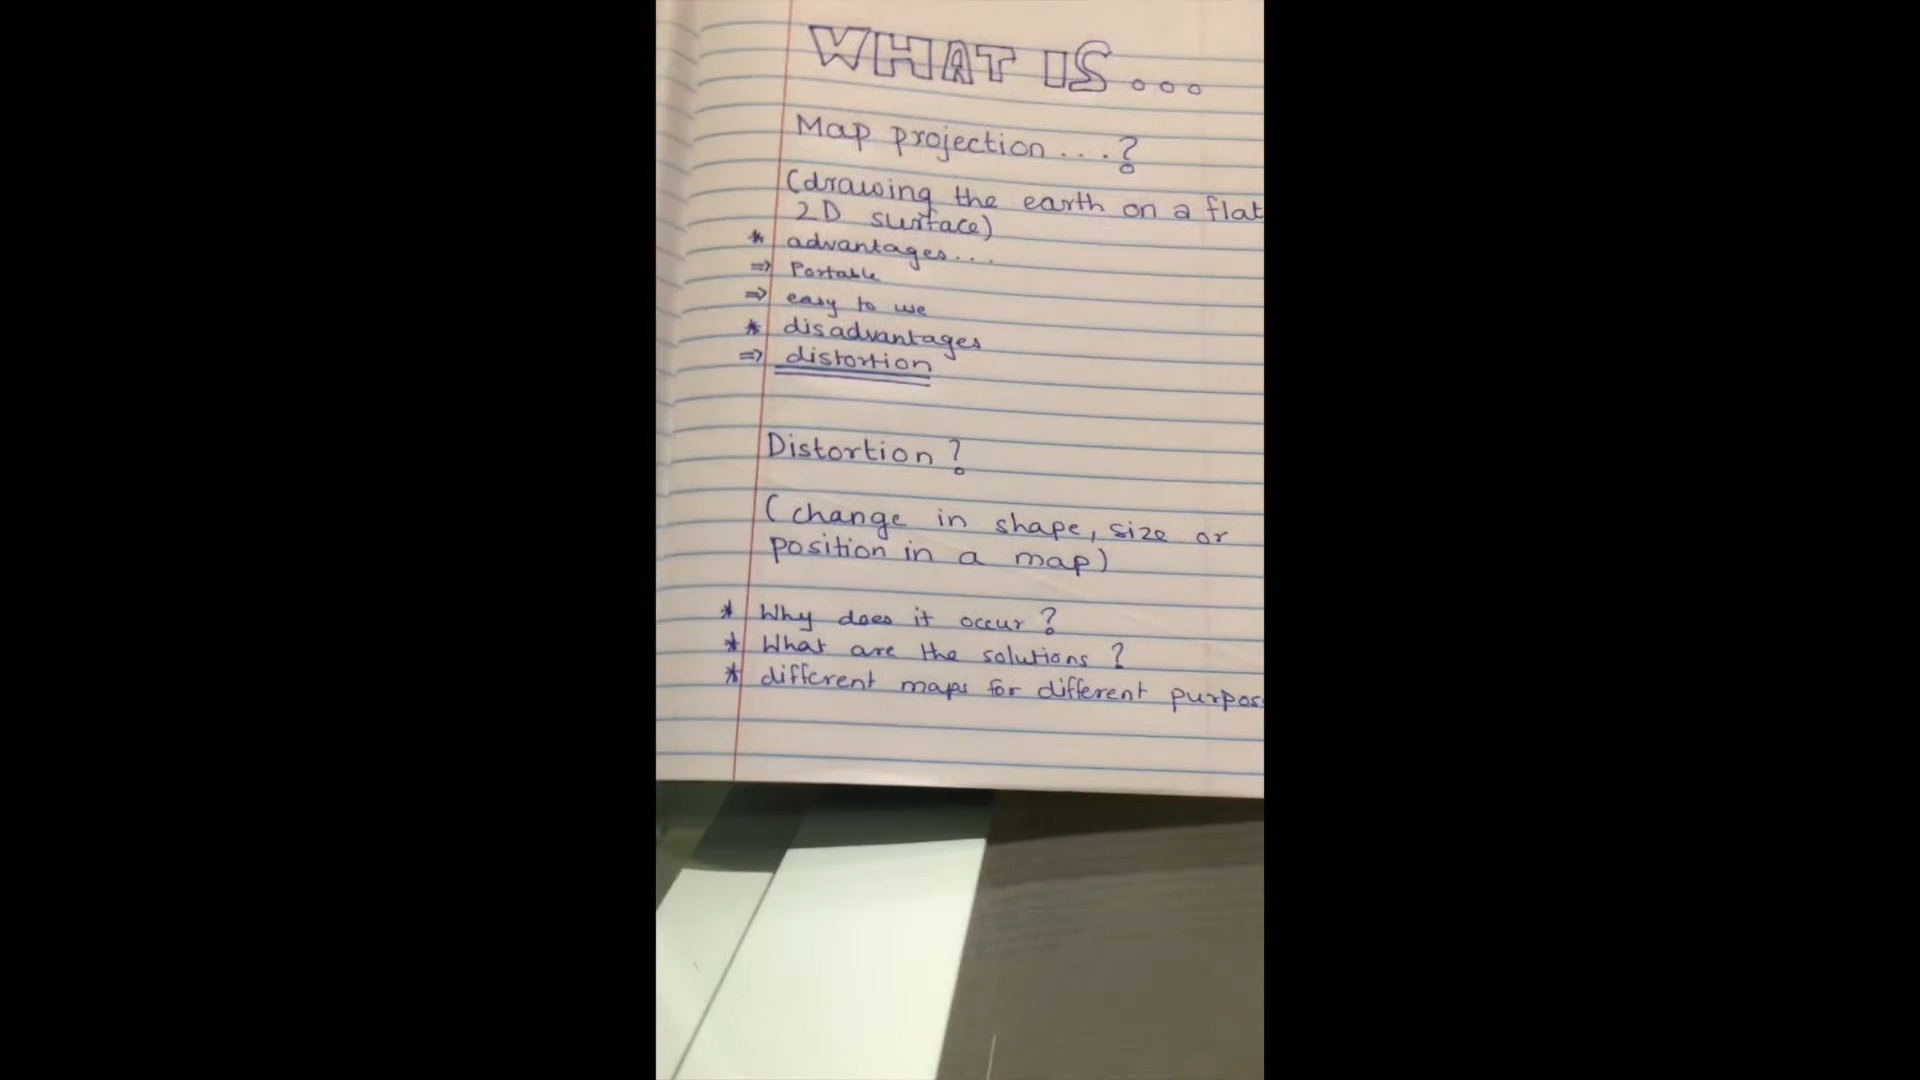 WHAT IS...
Map projection....?
(drawing the earth on a flat
2D surface)
* advantages...
⇒ Portable
⇒ easy to use
* disadvantages
⇒ distortion
Distortion?
(change in shape, size or
position in a map)
* Why does it occur?
* What are the solutions?
* different maps for different purpos